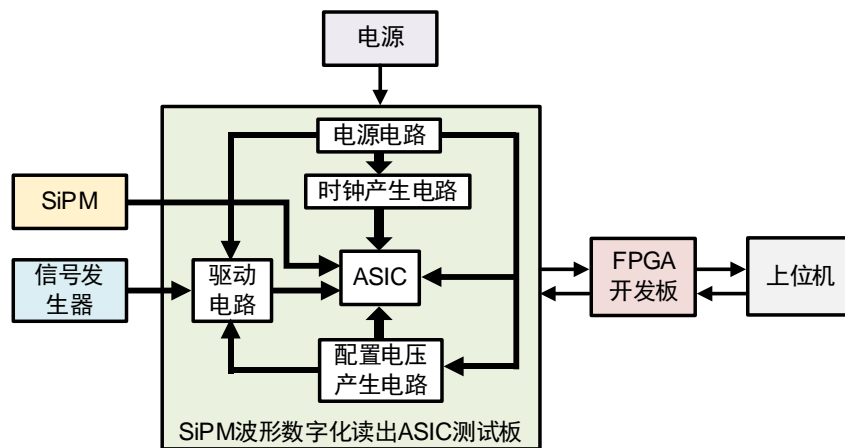 电源
电源电路
时钟产生电路
SiPM
信号发
生器
驱动
电路
ASIC
配置电压
产生电路
FPGA
开发板
上位机
SiPM波形数字化读出ASIC测试板